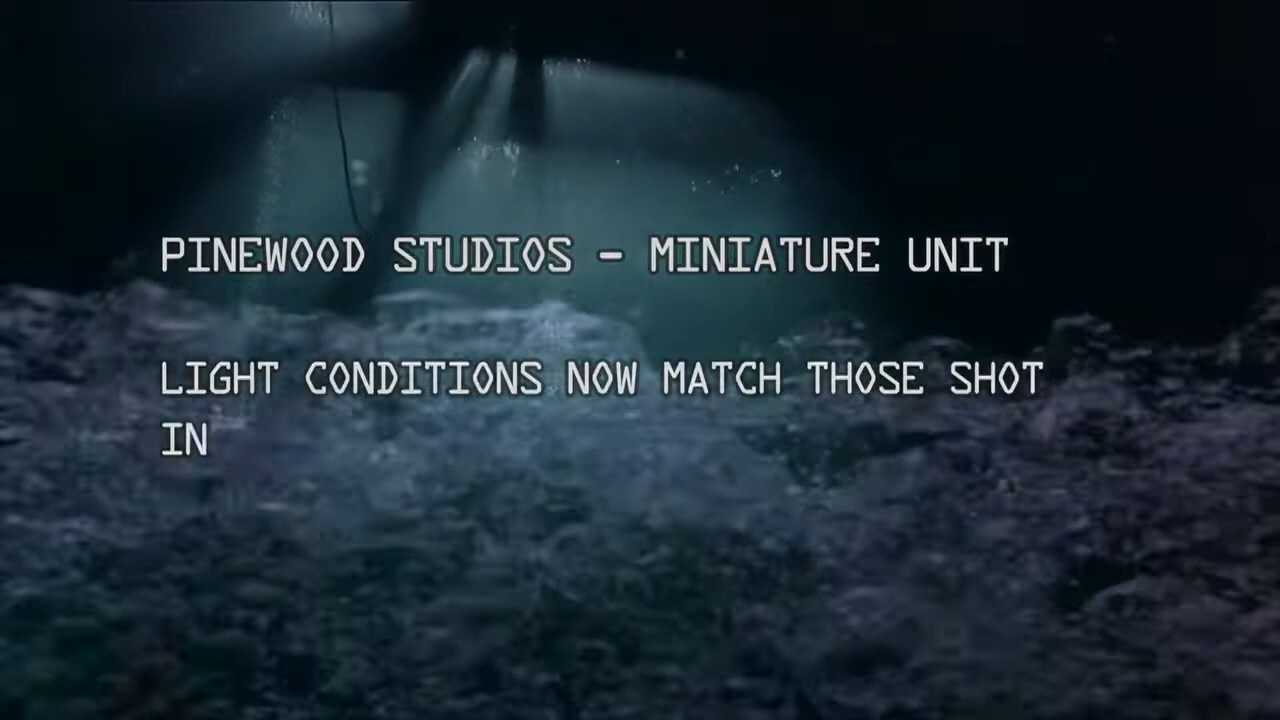 PINEWOOD STUDIOS - MINIATURE UNIT
LIGHT CONDITIONS NOW MATCH THOSE SHOT
IN